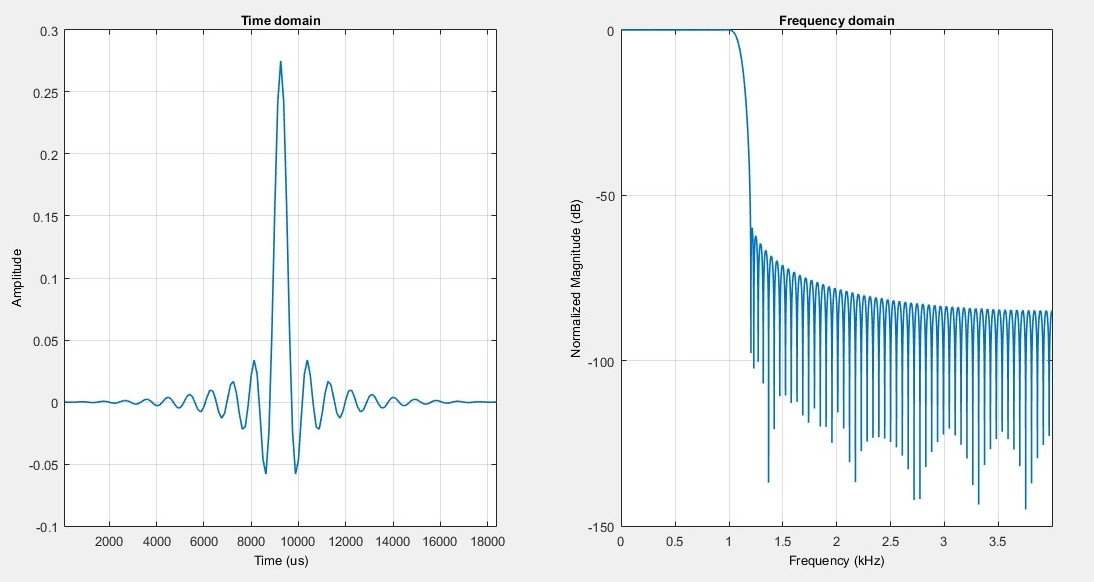 Time domain
0.3
0.25
0.2
0.15
0.1
0.05
0
-0.05
-0.1
Amplitude
2000 4000 6000 8000 10000 12000 14000 16000 18000
Time (us)
Frequency domain
0
-50
-100
-150
Normalized Magnitude (dB)
0 0.5 1 1.5 2 2.5 3 3.5
Frequency (kHz)